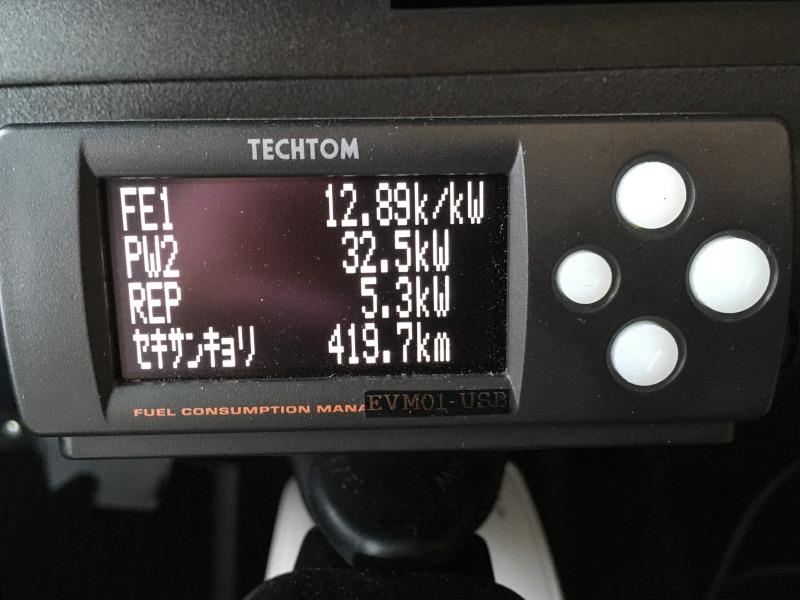 TECHTOM
FE1 12.89k/kW
PW2 32.5kW
REP 5.3kW
セキサンキョリ 419.7km
FUEL CONSUMPTION MANA
EVM01-USB